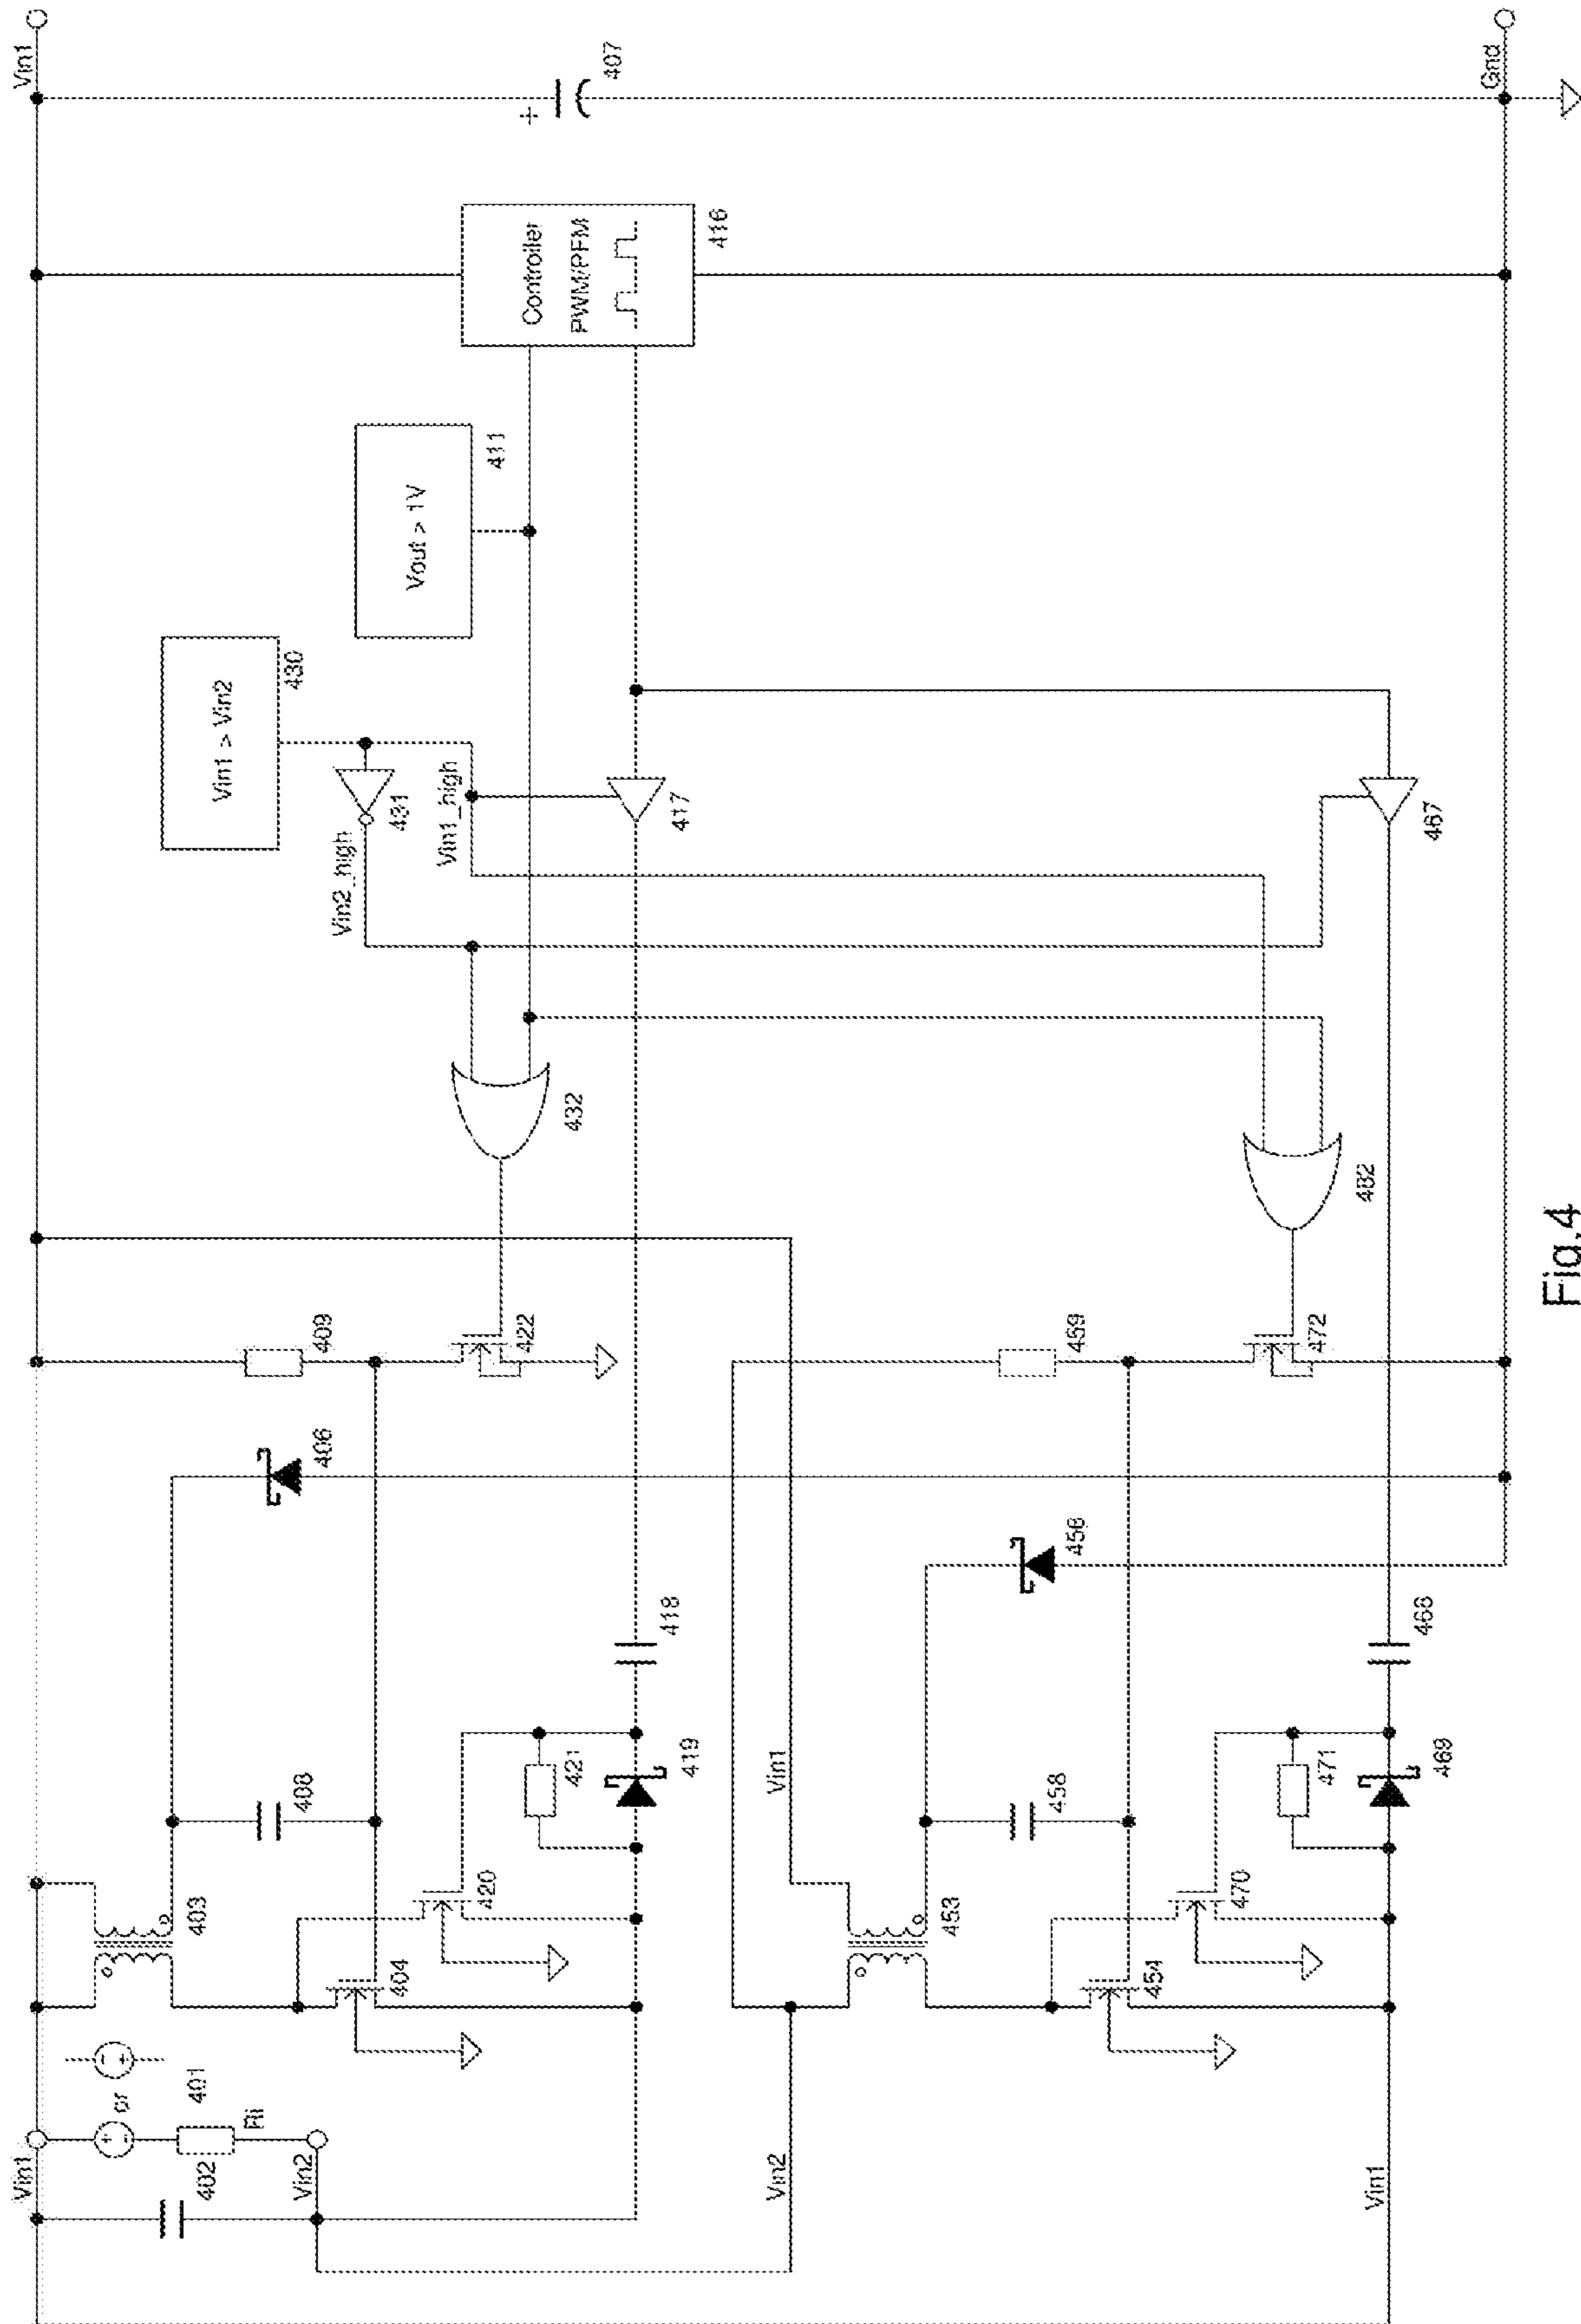 Vin1
Vin1
407
Gnd
Controller
PWM/PFM
416
Vout > 1V
411
Vin1 > Vin2
430
431
Vin2_high
Vin1_high
417
467
432
482
409
422
459
472
406
456
418
468
408
421
419
458
471
469
403
404
420
Vin1
453
454
470
or
401
Ri
402
Vin2
Vin2
Vin1
Fig.4